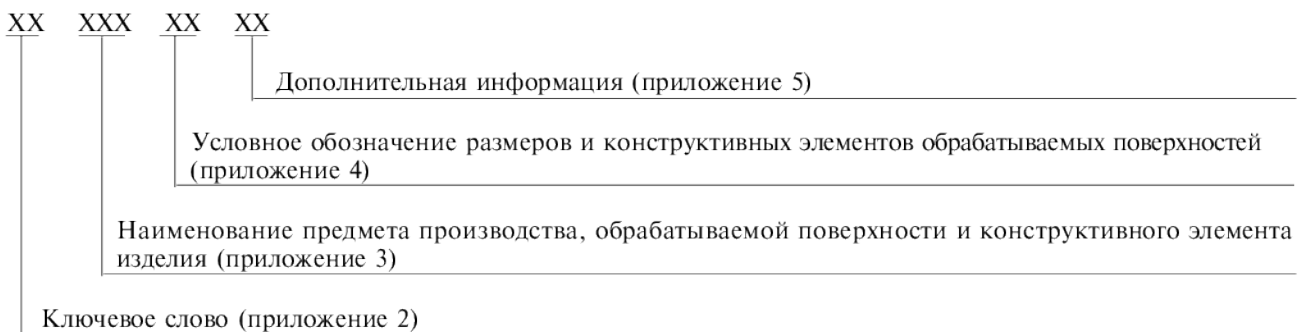 XX XXX XX XX
Дополнительная информация (приложение 5)
Условное обозначение размеров и конструктивных элементов обрабатываемых поверхностей
(приложение 4)
Наименование предмета производства, обрабатываемой поверхности и конструктивного элемента
изделия (приложение 3)
Ключевое слово (приложение 2)